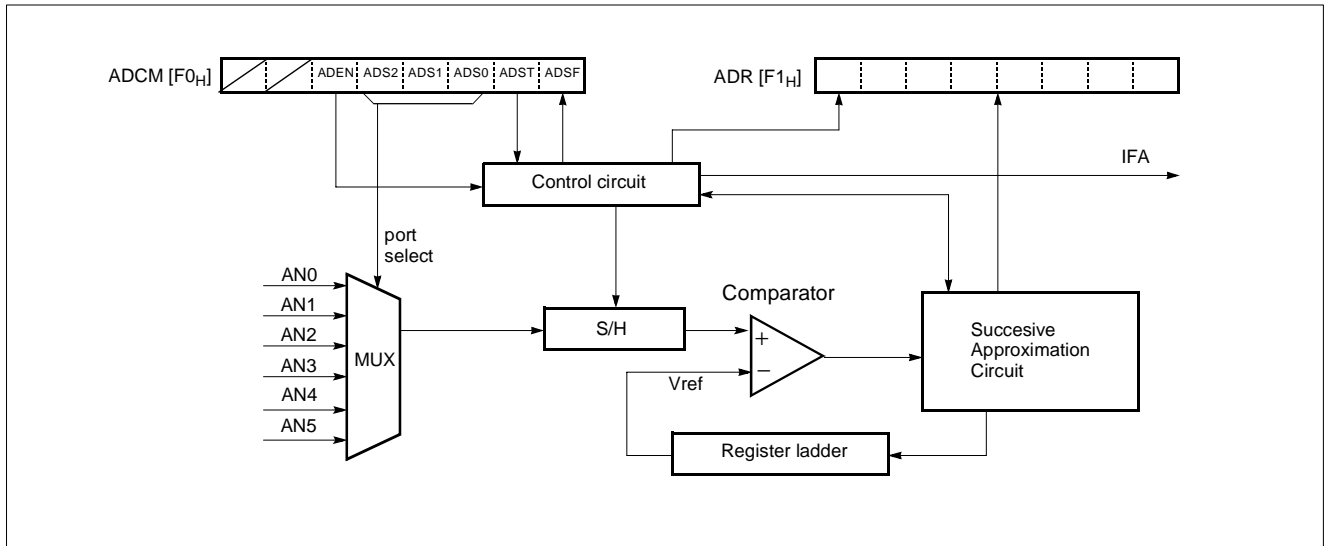 ADCM [F0H]
ADEN ADS2 ADS1 ADS0 ADST ADSF
ADR [F1H]
IFA
Control circuit
port
select
AN0
AN1
AN2
AN3
AN4
AN5
MUX
S/H
Comparator
+
−
Vref
Succesive
Approximation
Circuit
Register ladder